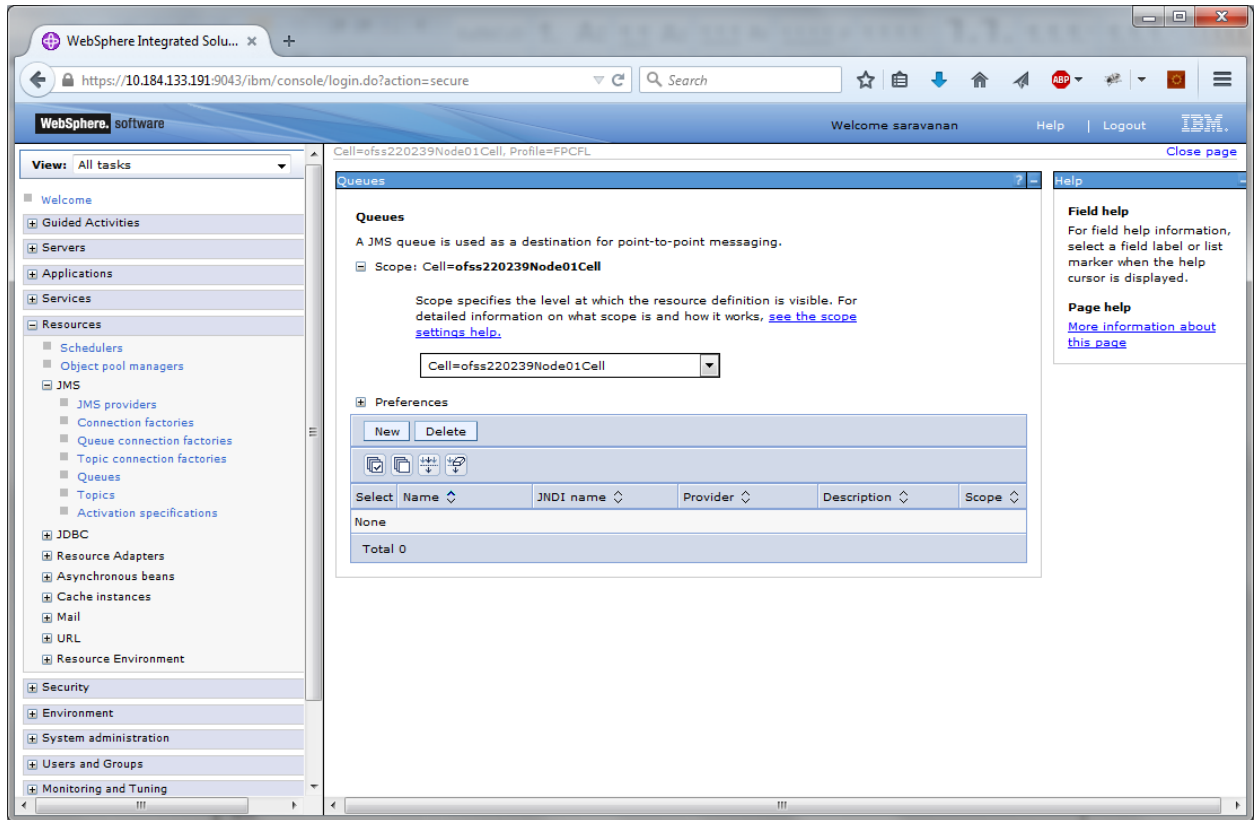 WebSphere Integrated Solu...
https://10.184.133.191:9043/ibm/console/login.do?action=secure
Search
ABP
WebSphere. software
Welcome saravanan
Help | Logout
IBM.
View: All tasks
Welcome
Guided Activities
Servers
Applications
Services
Resources
Schedulers
Object pool managers
JMS
JMS providers
Connection factories
Queue connection factories
Topic connection factories
Queues
Topics
Activation specifications
JDBC
Resource Adapters
Asynchronous beans
Cache instances
Mail
URL
Resource Environment
Security
Environment
System administration
Users and Groups
Monitoring and Tuning
Cell=ofss220239Node01Cell, Profile=FPCFL
Close page
Queues
Queues
A JMS queue is used as a destination for point-to-point messaging.
Scope: Cell=ofss220239Node01Cell
Scope specifies the level at which the resource definition is visible. For
detailed information on what scope is and how it works, see the scope
settings help.
Cell=ofss220239Node01Cell
Preferences
New Delete
Select Name JNDI name Provider Description Scope
None
Total 0
Help
Field help
For field help information,
select a field label or list
marker when the help
cursor is displayed.
Page help
More information about
this page